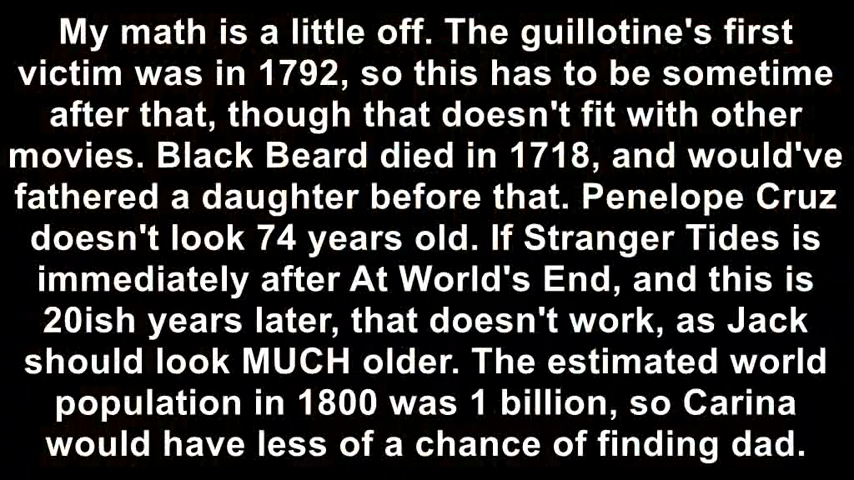 My math is a little off. The guillotine's first
victim was in 1792, so this has to be sometime
after that, though that doesn't fit with other
movies. Black Beard died in 1718, and would've
fathered a daughter before that. Penelope Cruz
doesn't look 74 years old. If Stranger Tides is
immediately after At World's End, and this is
20ish years later, that doesn't work, as Jack
should look MUCH older. The estimated world
population in 1800 was 1 billion, so Carina
would have less of a chance of finding dad.